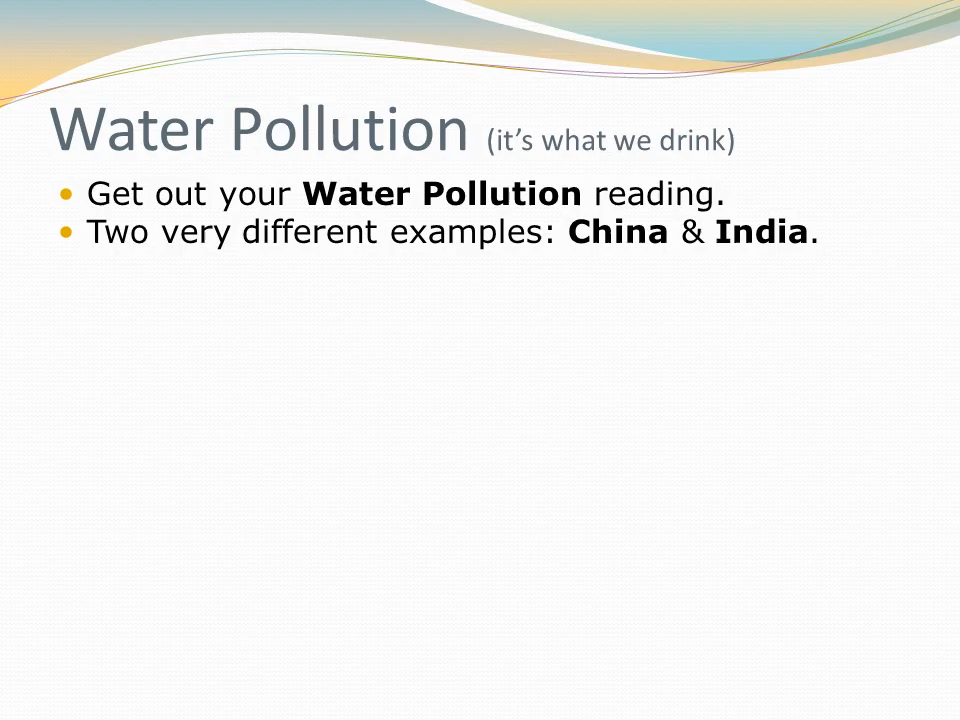 Water Pollution (it’s what we drink)
• Get out your Water Pollution reading.
• Two very different examples: China & India.